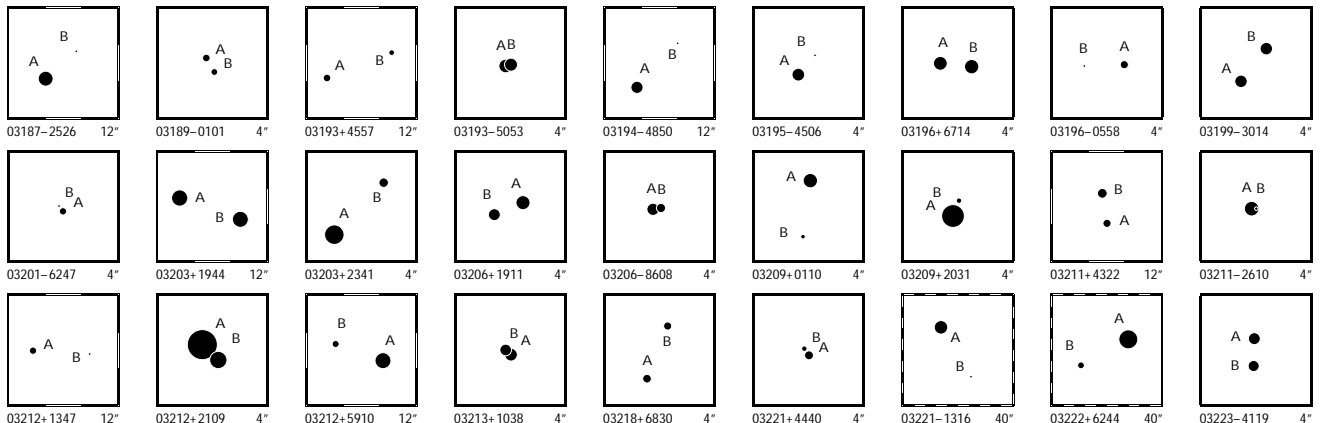 B A A B A B A B B A B A A B B A B A
03187–2526 12″ 03189–0101 4″ 03193+4557 12″ 03193–5053 4″ 03194–4850 12″ 03195–4506 4″ 03196+6714 4″ 03196–0558 4″ 03199–3014 4″
B A A B A B B A A B A B B A B A A B
03201–6247 4″ 03203+1944 12″ 03203+2341 4″ 03206+1911 4″ 03206–8608 4″ 03209+0110 4″ 03209+2031 4″ 03211+4322 12″ 03211–2610 4″
A B A B B A B A B A B A A B A B A B
03212+1347 12″ 03212+2109 4″ 03212+5910 12″ 03213+1038 4″ 03218+6830 4″ 03221+4440 4″ 03221–1316 40″ 03222+6244 40″ 03223–4119 4″